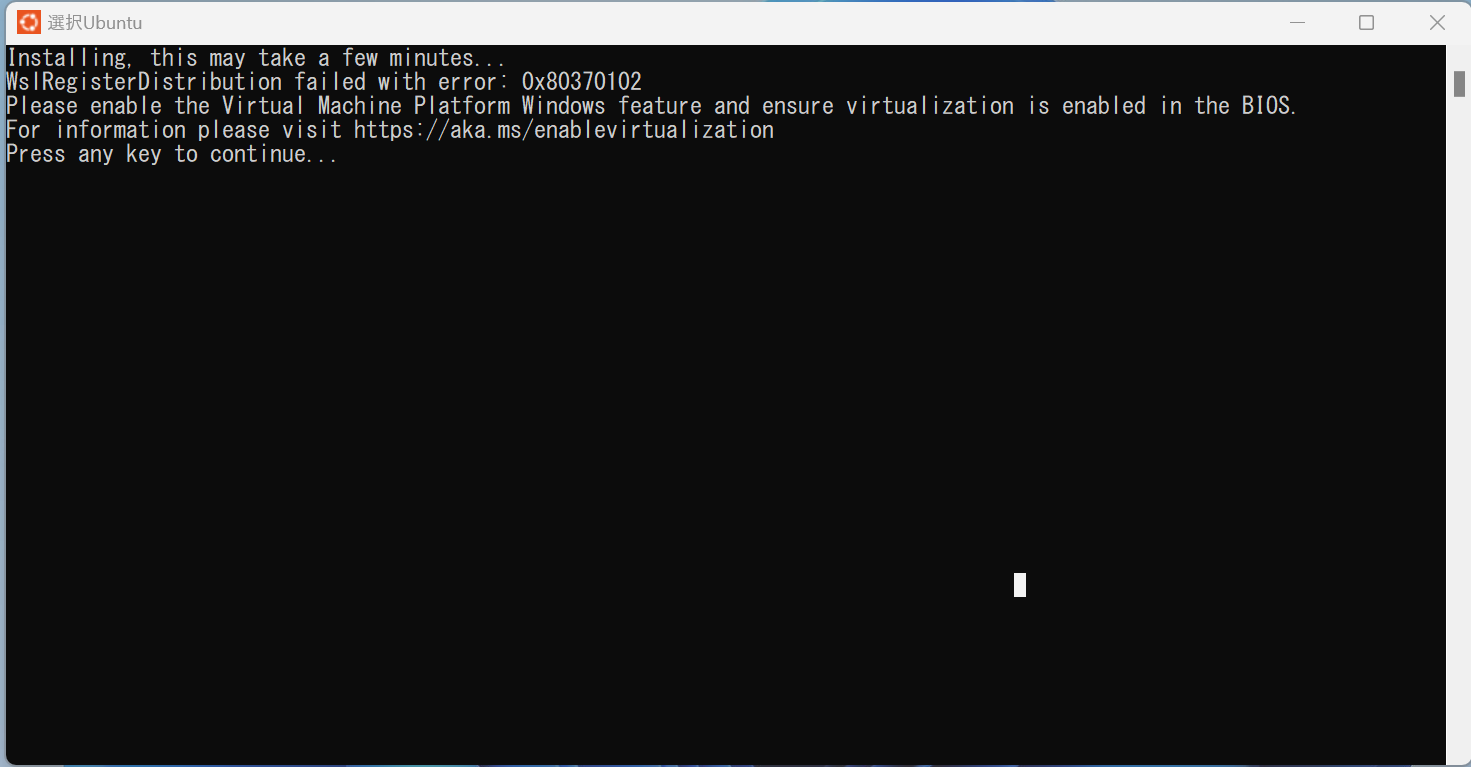 選択Ubuntu
Installing, this may take a few minutes...
WslRegisterDistribution failed with error: 0x80370102
Please enable the Virtual Machine Platform Windows feature and ensure virtualization is enabled in the BIOS.
For information please visit https://aka.ms/enablevirtualization
Press any key to continue...